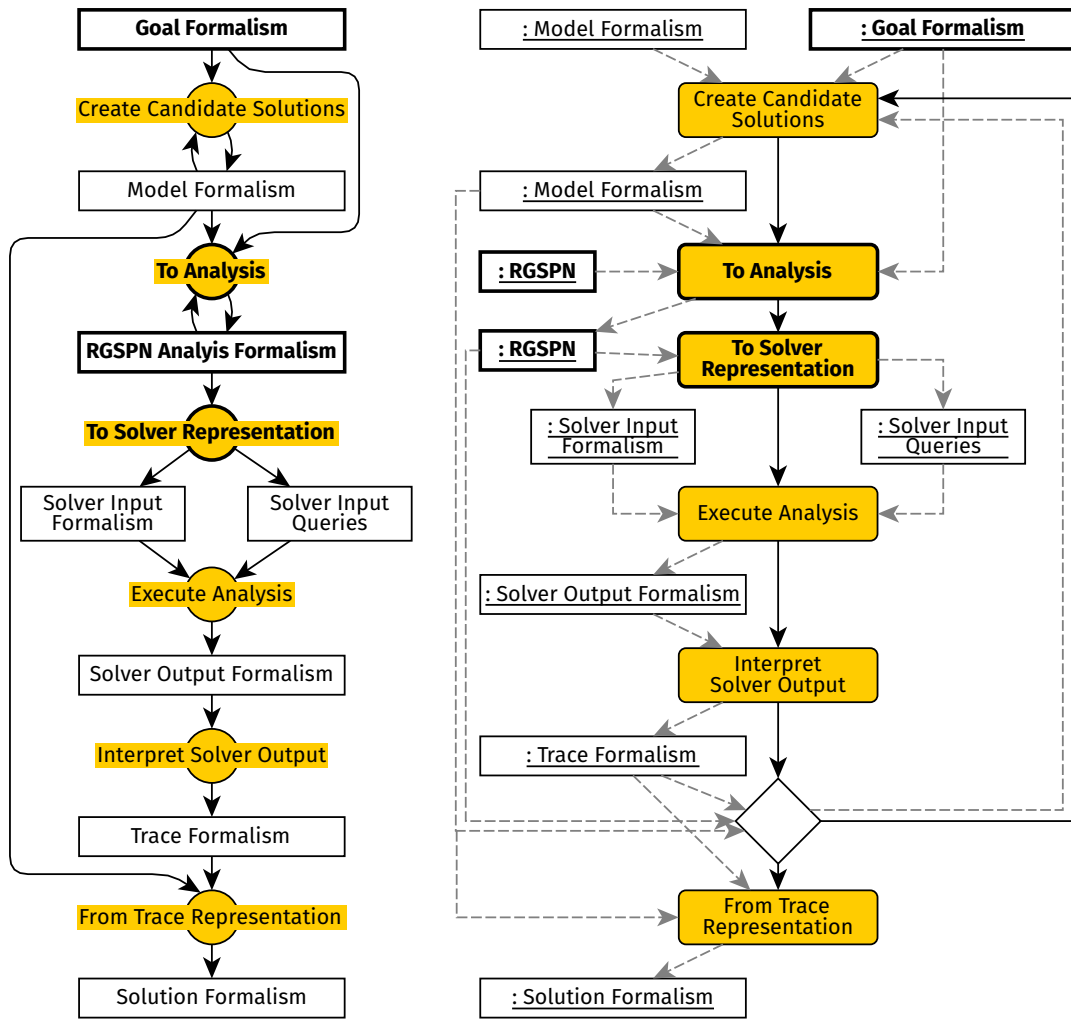 Goal Formalism
Create Candidate Solutions
Model Formalism
To Analysis
RGSPN Analyis Formalism
To Solver Representation
Solver Input
Formalism
Solver Input
Queries
Execute Analysis
Solver Output Formalism
Interpret Solver Output
Trace Formalism
From Trace Representation
Solution Formalism
: Model Formalism
: Goal Formalism
Create Candidate
Solutions
: Model Formalism
: RGSPN
To Analysis
: RGSPN
To Solver
Representation
: Solver Input
Formalism
: Solver Input
Queries
Execute Analysis
: Solver Output Formalism
Interpret
Solver Output
: Trace Formalism
From Trace
Representation
: Solution Formalism